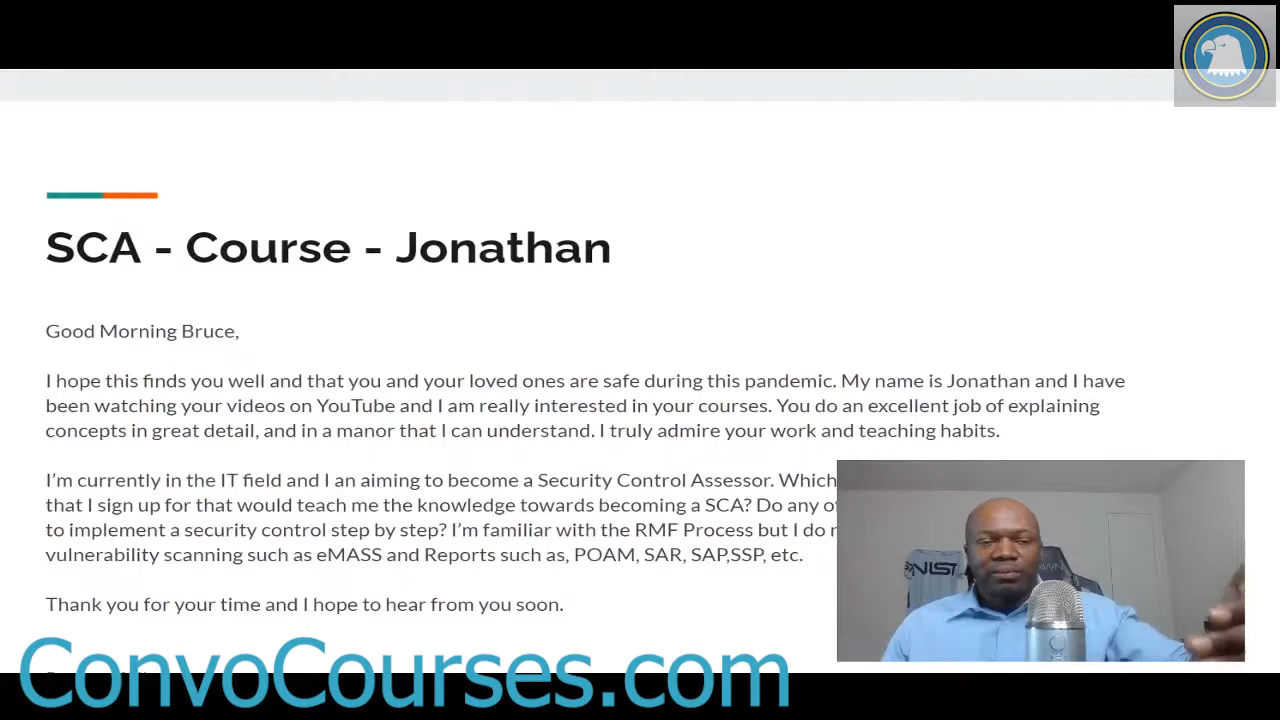 SCA - Course - Jonathan
Good Morning Bruce,
I hope this finds you well and that you and your loved ones are safe during this pandemic. My name is Jonathan and I have
been watching your videos on YouTube and I am really interested in your courses. You do an excellent job of explaining
concepts in great detail, and in a manor that I can understand. I truly admire your work and teaching habits.
I'm currently in the IT field and I an aiming to become a Security Control Assessor. Which
that I sign up for that would teach me the knowledge towards becoming a SCA? Do any
to implement a security control step by step? I'm familiar with the RMF Process but I do
vulnerability scanning such as eMASS and Reports such as, POAM, SAR, SAP,SSP, etc.
NIST
Thank you for your time and I hope to hear from you soon.
ConvoCourses.com